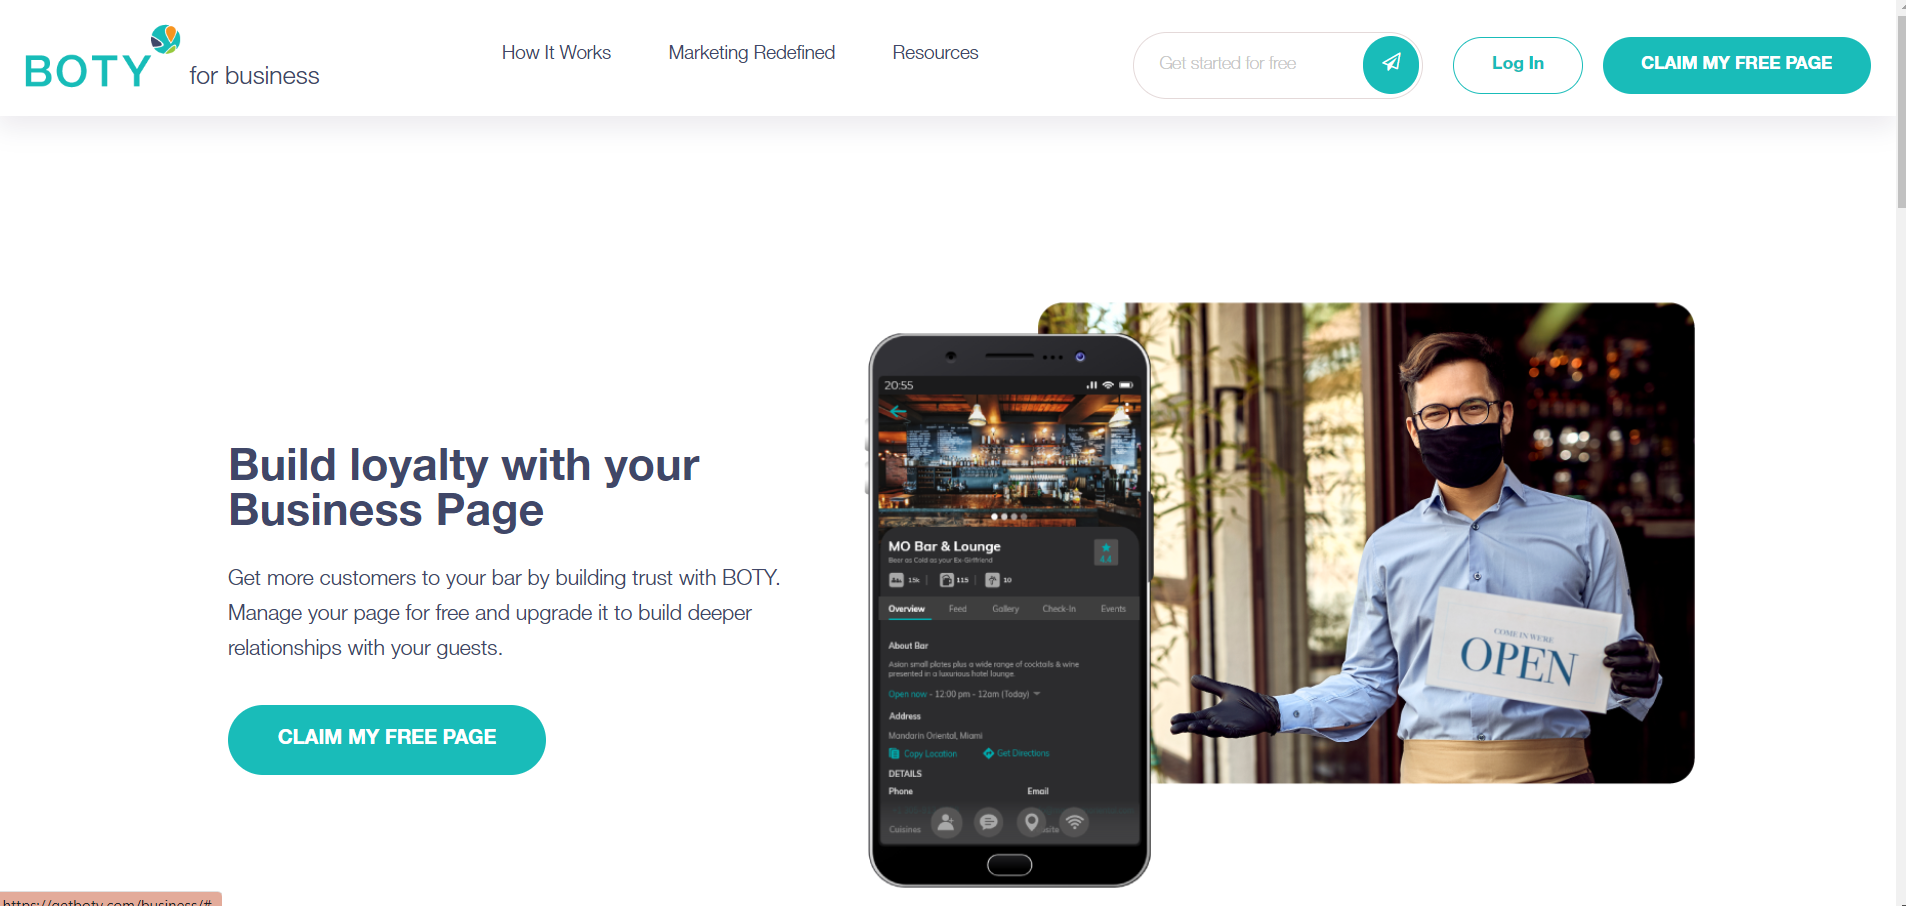 BOTY for business
How It Works
Marketing Redefined
Resources
Get started for free
Log In
CLAIM MY FREE PAGE
Build loyalty with your
Business Page
Get more customers to your bar by building trust with BOTY.
Manage your page for free and upgrade it to build deeper
relationships with your guests.
CLAIM MY FREE PAGE
20:55
MO Bar & Lounge
Beer as Cold as your Ex-Girlfriend
4.4
15k | 115 | 10
Overview Feed Gallery Check-In Events
About Bar
Asian small plates plus a wide range of cocktails & wine
presented in a luxurious hotel lounge.
Open now - 12:00 pm - 12am (Today)
Address
Mandarin Oriental, Miami
Copy Location Get Directions
DETAILS
Phone Email
Cuisines
COME IN WE'RE
OPEN
https://getboty.com/business/#